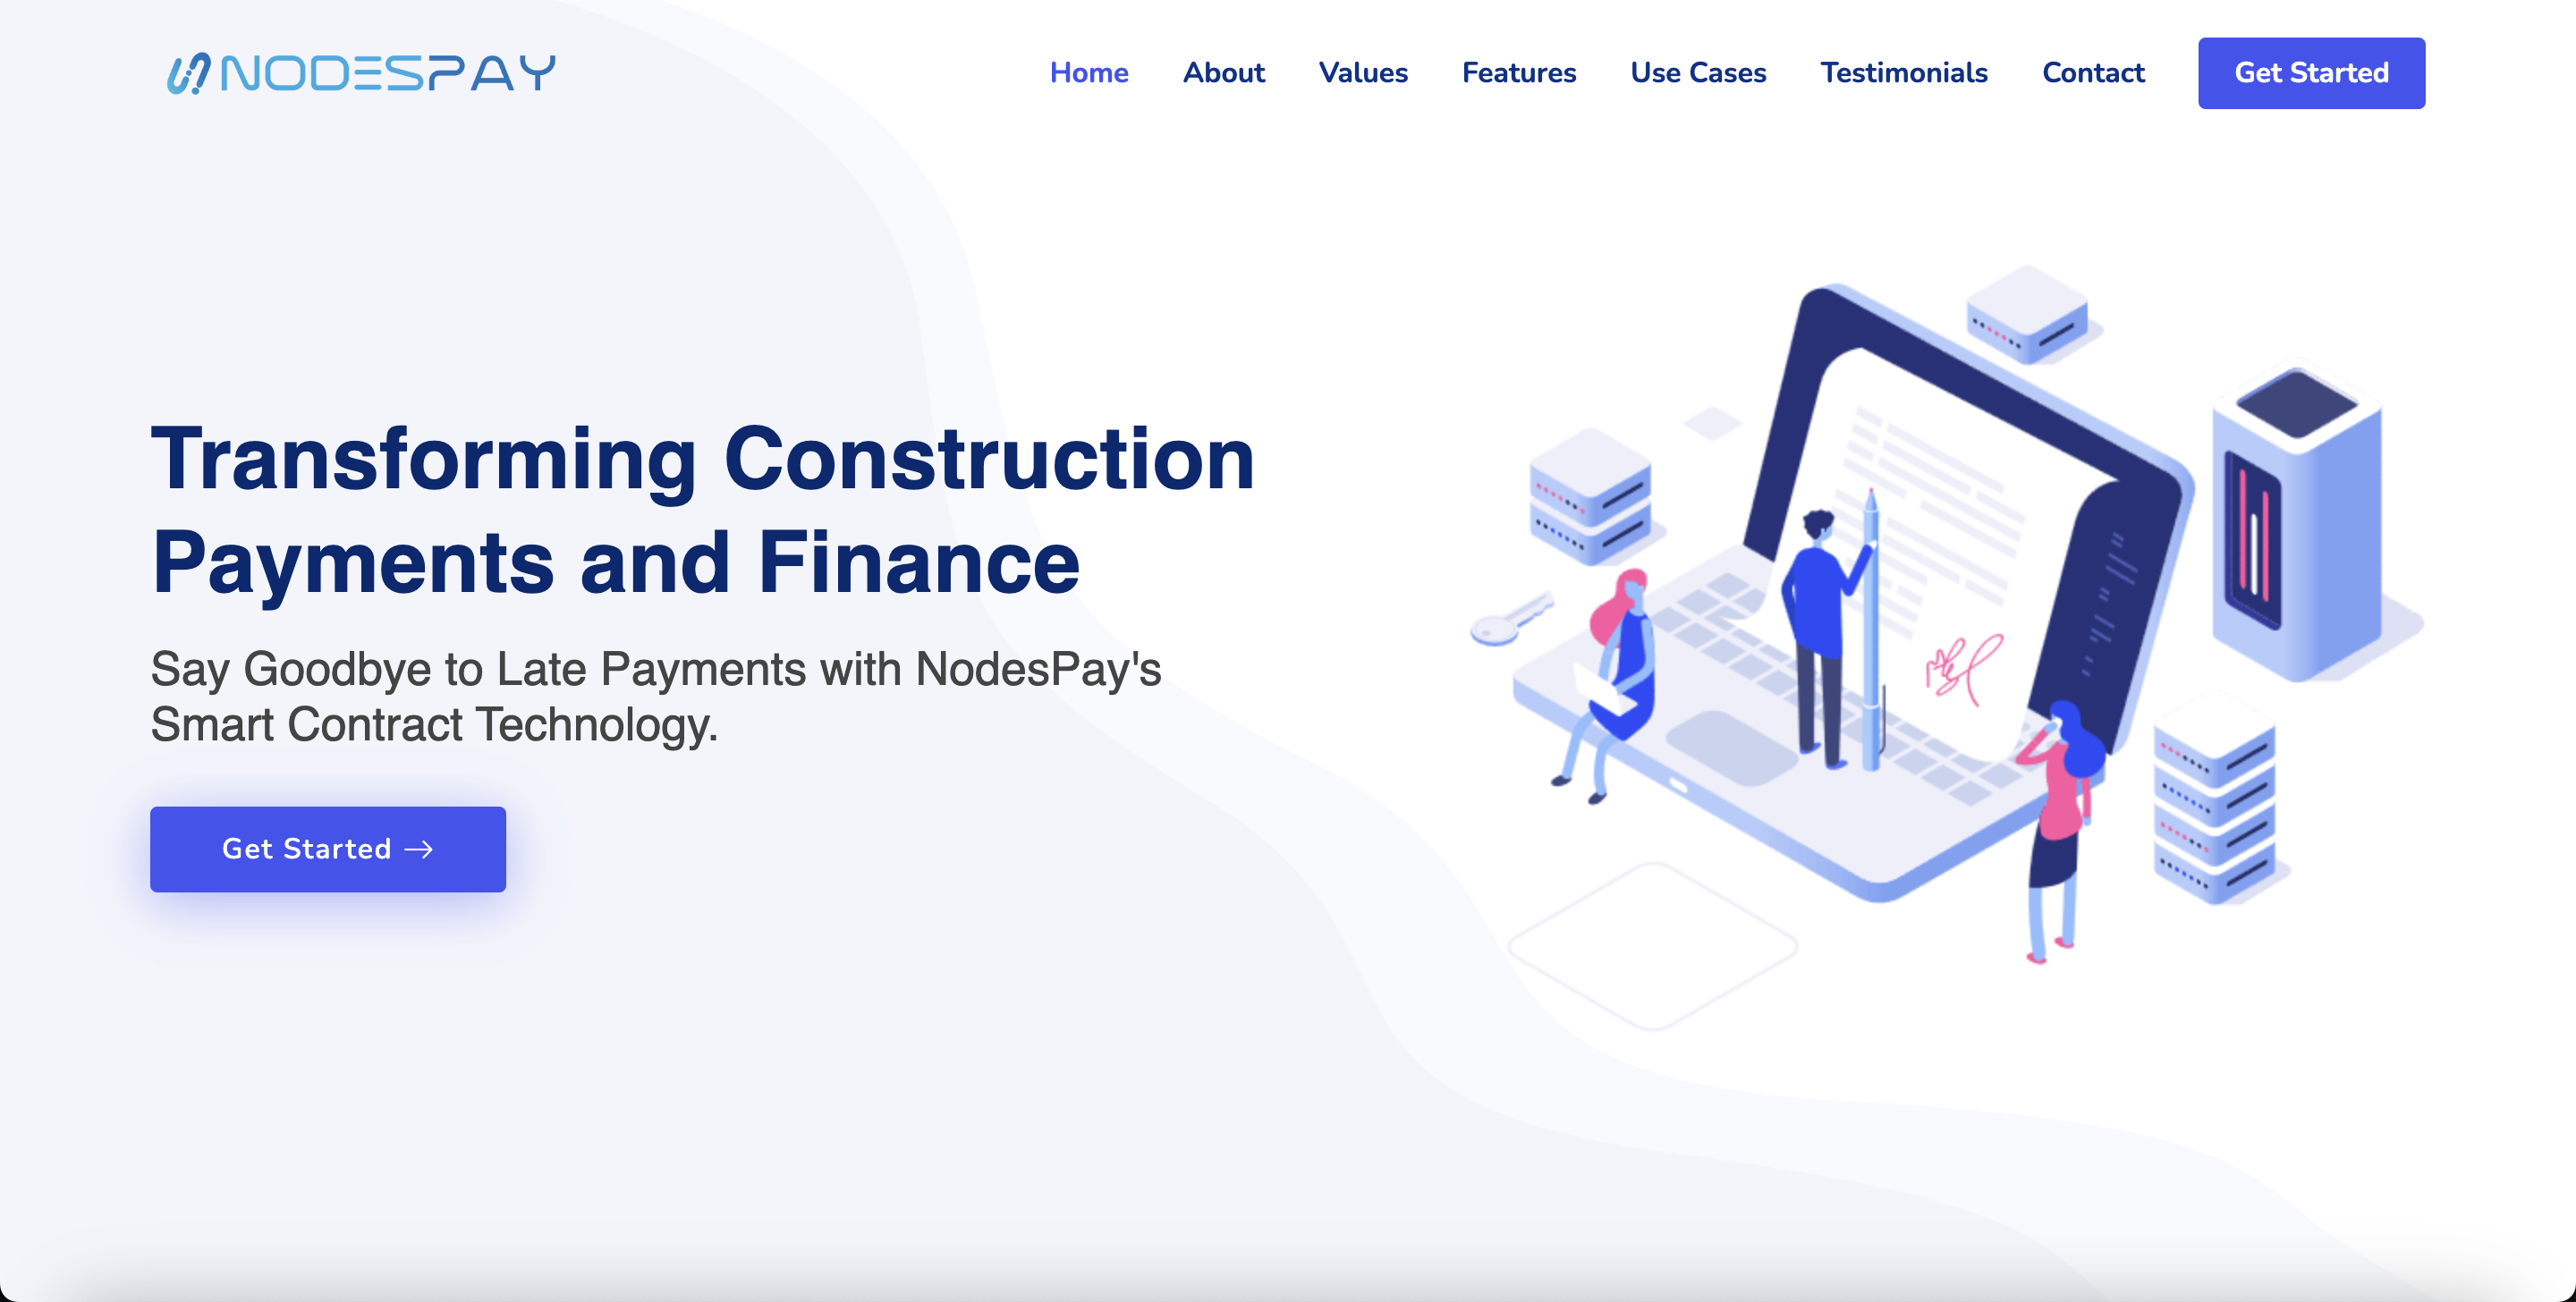 NODESPAY
Home About Values Features Use Cases Testimonials Contact Get Started
Transforming Construction
Payments and Finance
Say Goodbye to Late Payments with NodesPay's
Smart Contract Technology.
Get Started →